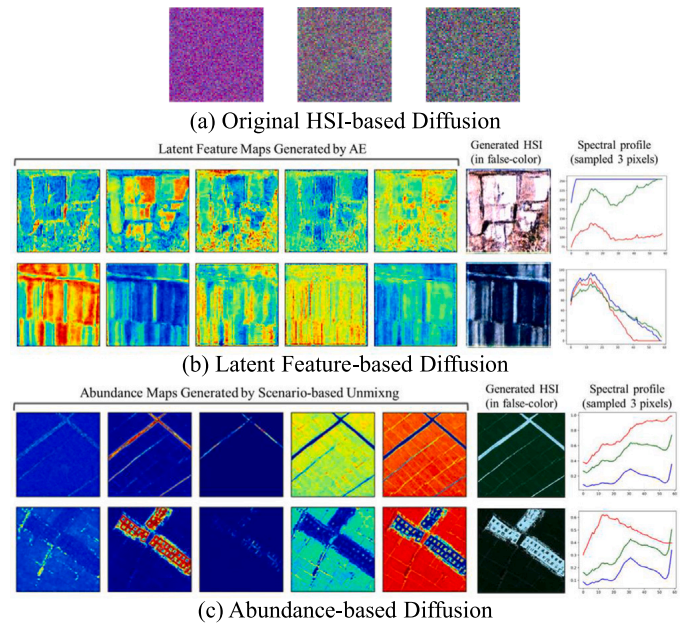 (a) Original HSI-based Diffusion
Latent Feature Maps Generated by AE
Generated HSI
(in false-color)
Spectral profile
(sampled 3 pixels)
(b) Latent Feature-based Diffusion
Abundance Maps Generated by Scenario-based Unmixng
Generated HSI
(in false-color)
Spectral profile
(sampled 3 pixels)
(c) Abundance-based Diffusion